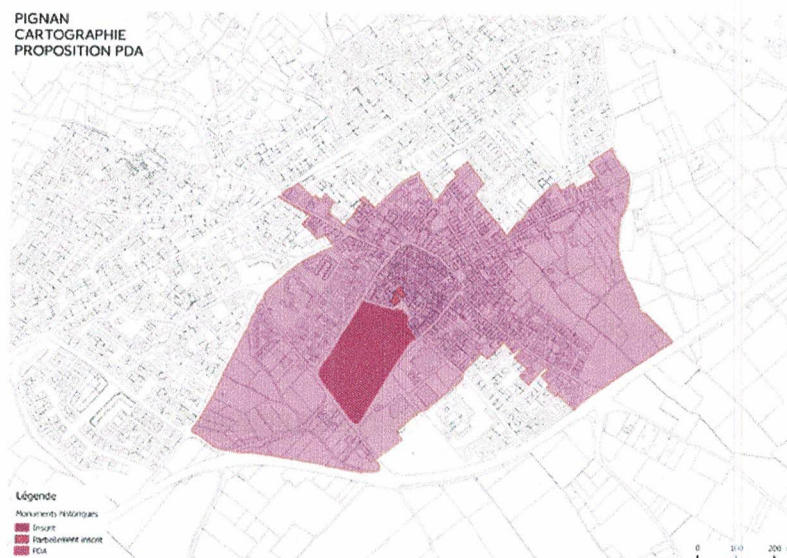 PIGNAN
CARTOGRAPHIE
PROPOSITION PDA
Légende
Monuments historiques
Inscrit
Partiellement inscrit
PDA
0 100 200